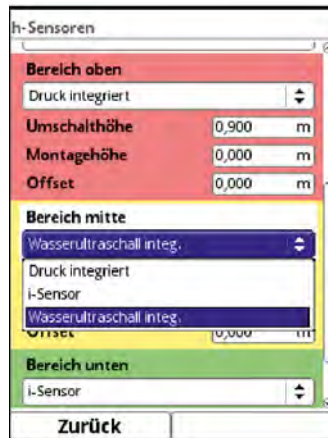 h-Sensoren
Bereich oben
Druck integriert
Umschalthöhe 0,900 m
Montagehöhe 0,000 m
Offset 0,000 m
Bereich mitte
Wasserultraschall integ.
Druck integriert
i-Sensor
Wasserultraschall integ.
Offset 0,000 m
Bereich unten
i-Sensor
Zurück